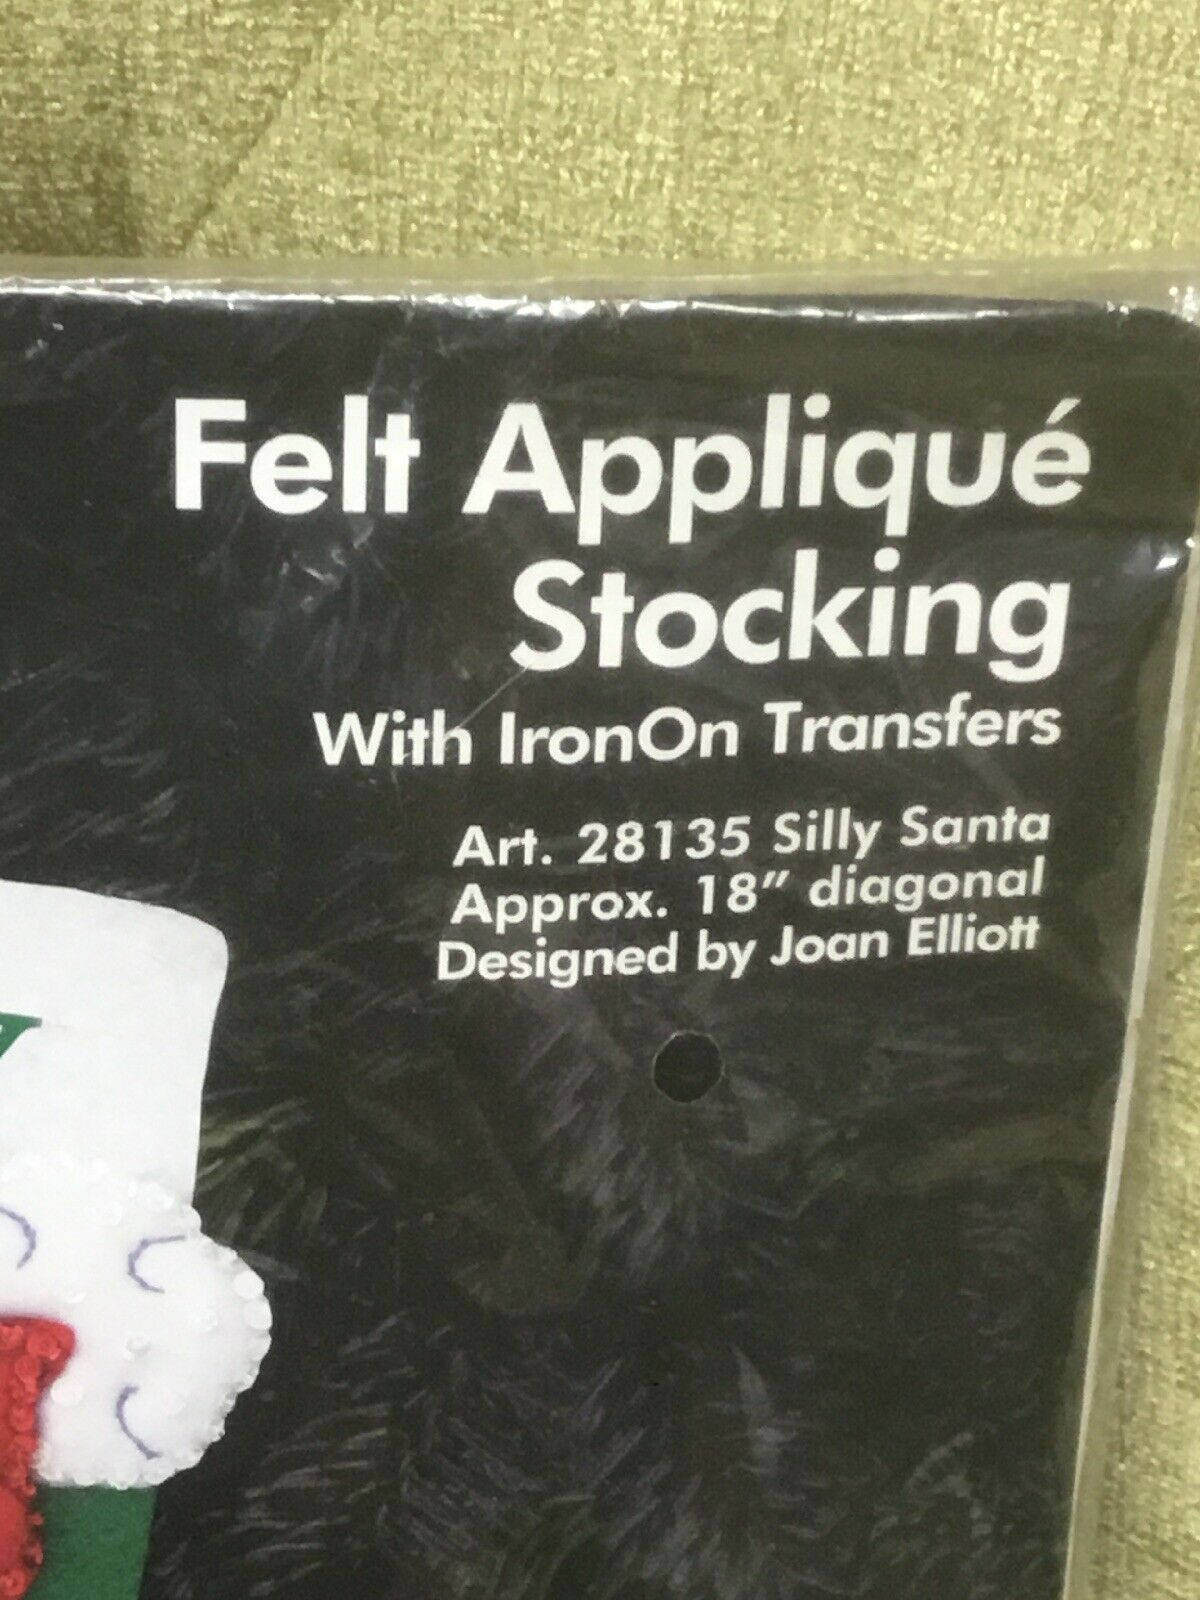 Felt Appliqué
Stocking
With IronOn Transfers
Art. 28135 Silly Santa
Approx. 18” diagonal
Designed by Joan Elliott